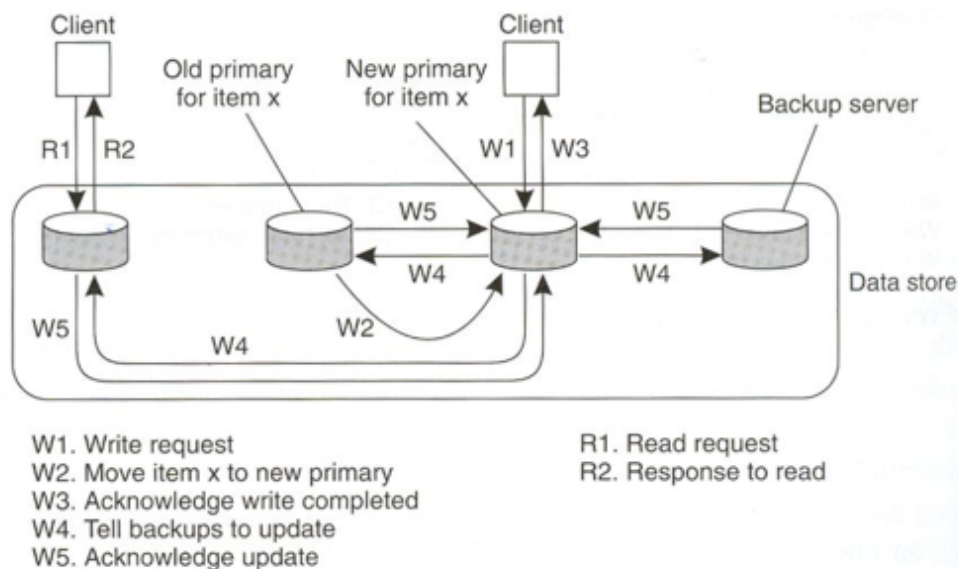 Client
Client
Old primary
for item x
New primary
for item x
Backup server
R1
R2
W1
W3
W5
W5
W4
W4
Data store
W2
W5
W4
W1. Write request
W2. Move item x to new primary
W3. Acknowledge write completed
W4. Tell backups to update
W5. Acknowledge update
R1. Read request
R2. Response to read